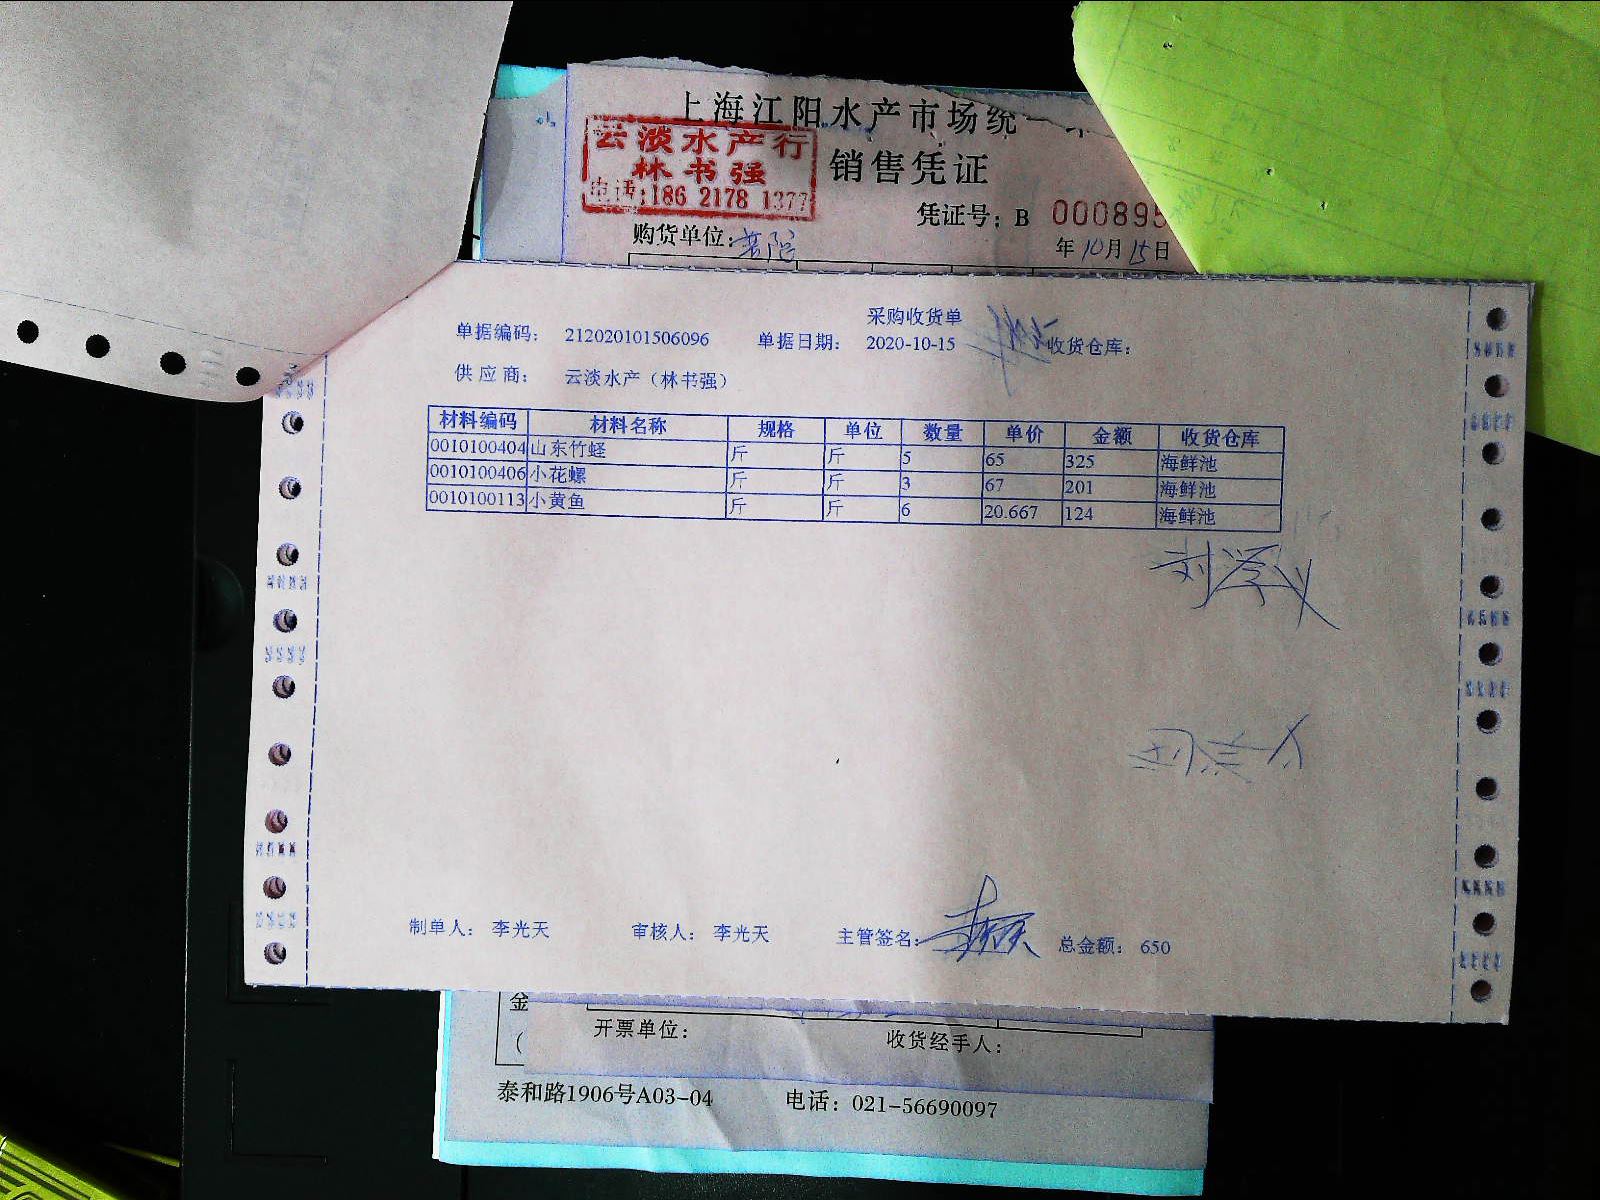 上海江阳水产市场统一
云淡水产行
林书强
电话:186 2178 1377
销售凭证
凭证号：B 000895
购货单位：
年10月15日
采购收货单
单据编码： 212020101506096 单据日期： 2020-10-15 收货仓库：
供应商： 云淡水产（林书强）
材料编码 材料名称 规格 单位 数量 单价 金额 收货仓库
0010100404 山东竹蛏 斤 斤 5 65 325 海鲜池
0010100406 小花螺 斤 斤 3 67 201 海鲜池
0010100113 小黄鱼 斤 斤 6 20.667 124 海鲜池
制单人： 李光天 审核人： 李光天 主管签名： 总金额： 650
金
开票单位： 收货经手人：
（
泰和路1906号A03-04 电话：021-56690097